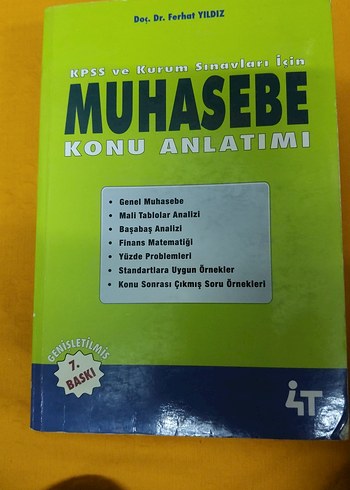 Doç. Dr. Ferhat YILDIZ
KPSS ve Kurum Sınavları İçin
MUHASEBE
KONU ANLATIMI
• Genel Muhasebe
• Mali Tablolar Analizi
• Başabaş Analizi
• Finans Matematiği
• Yüzde Problemleri
• Standartlara Uygun Örnekler
• Konu Sonrası Çıkmış Soru Örnekleri
GENİŞLETİLMİŞ
7.
BASKI
4T